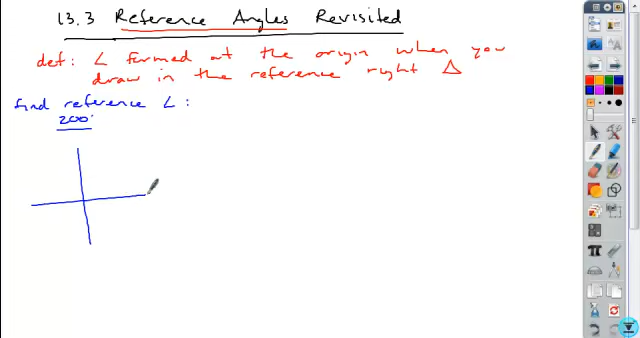 13.3 Reference Angles Revisited
def: ∠ formed at the origin when you
draw in the reference right △
find reference ∠ :
200°